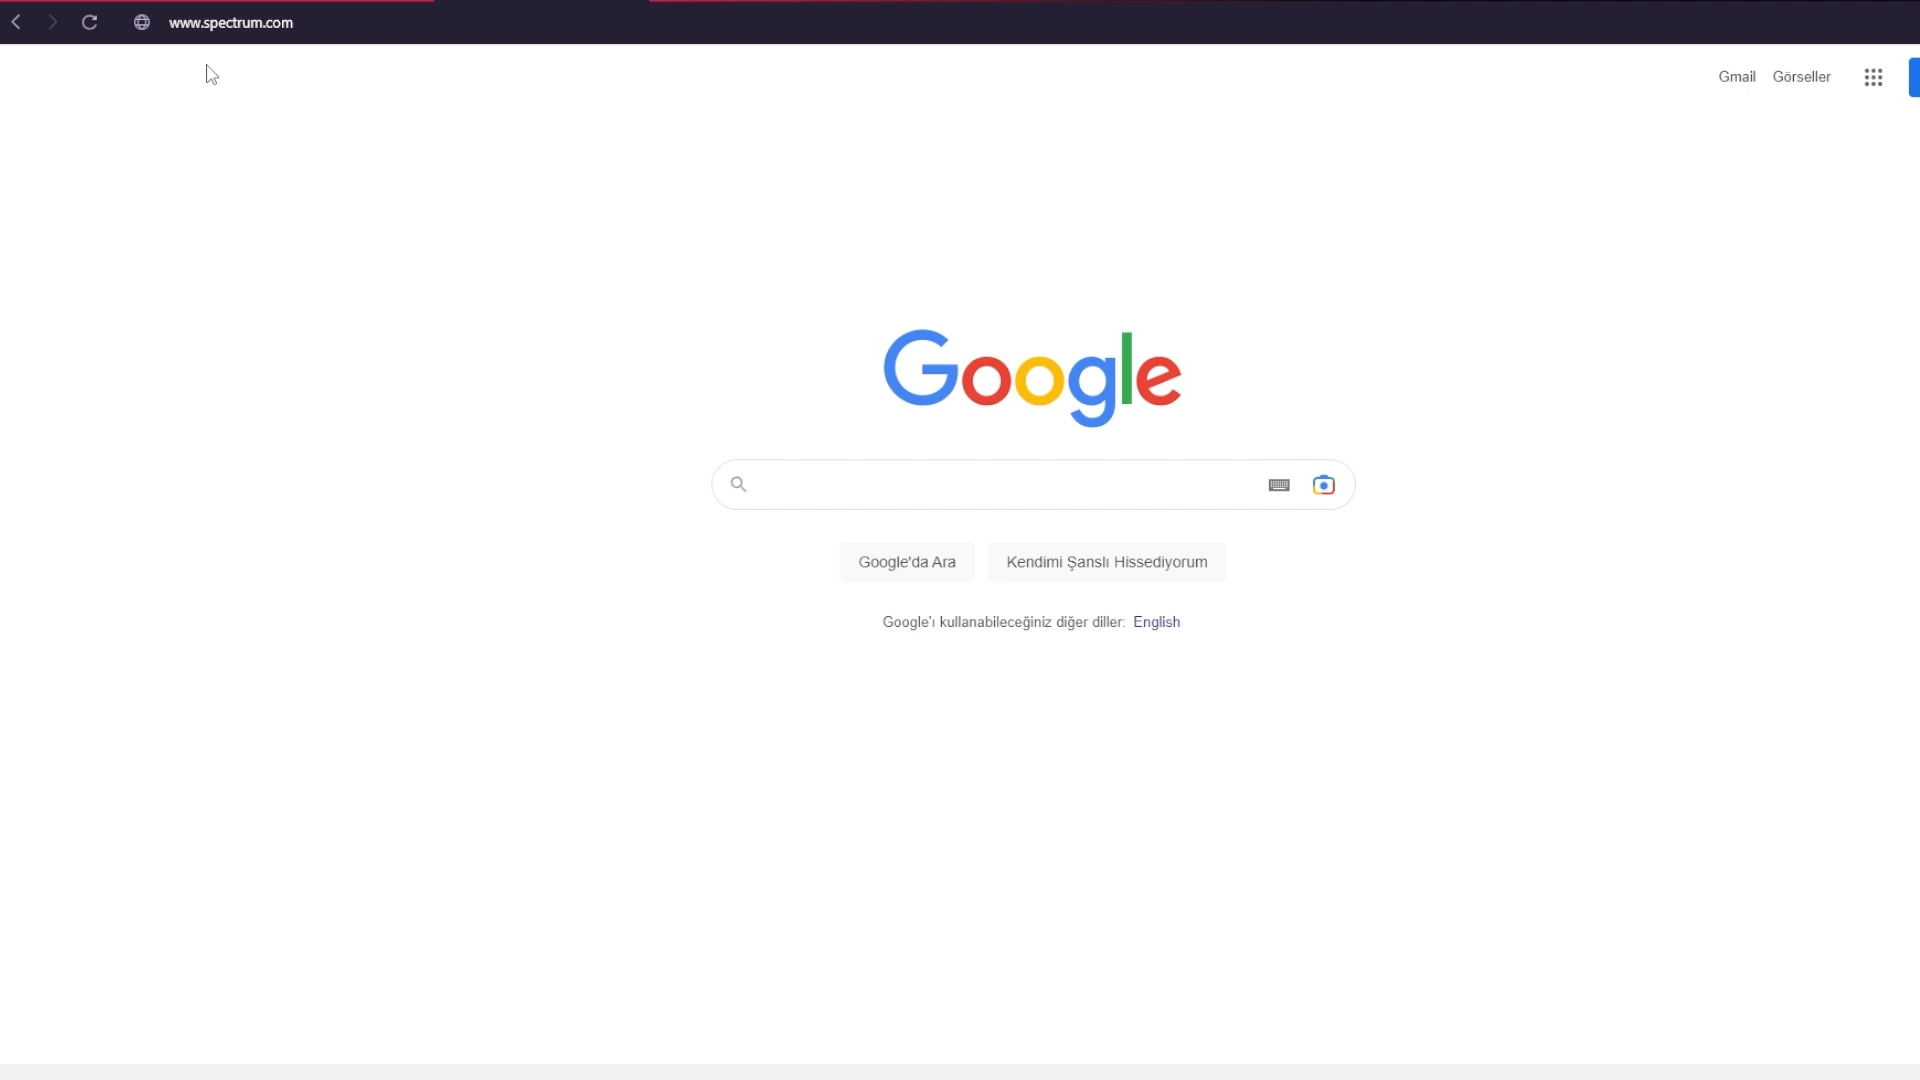 www.spectrum.com
Gmail Görseller
Google
Google'da Ara Kendimi Şanslı Hissediyorum
Google'ı kullanabileceğiniz diğer diller: English